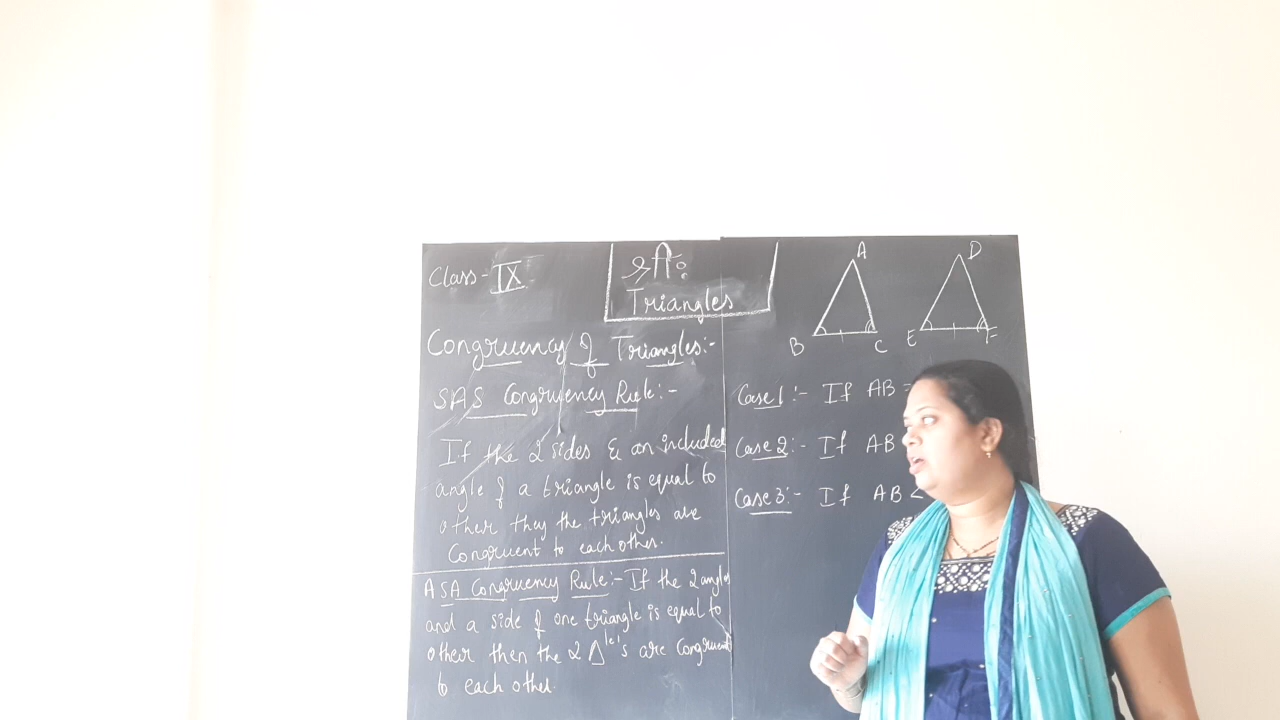 Class - IX
Triangles
Congruency of Triangles:-
SAS Congruency Rule:-
If the 2 sides & an included
angle of a triangle is equal to
other they the triangles are
Congruent to each other.
ASA Congruency Rule:- If the 2 angles
and a side of one triangle is equal to
other then the 2 Δle's are congruent
to each other.
A
D
B
C
E
F
Case 1:- If AB =
Case 2:- If AB
Case 3:- If AB <